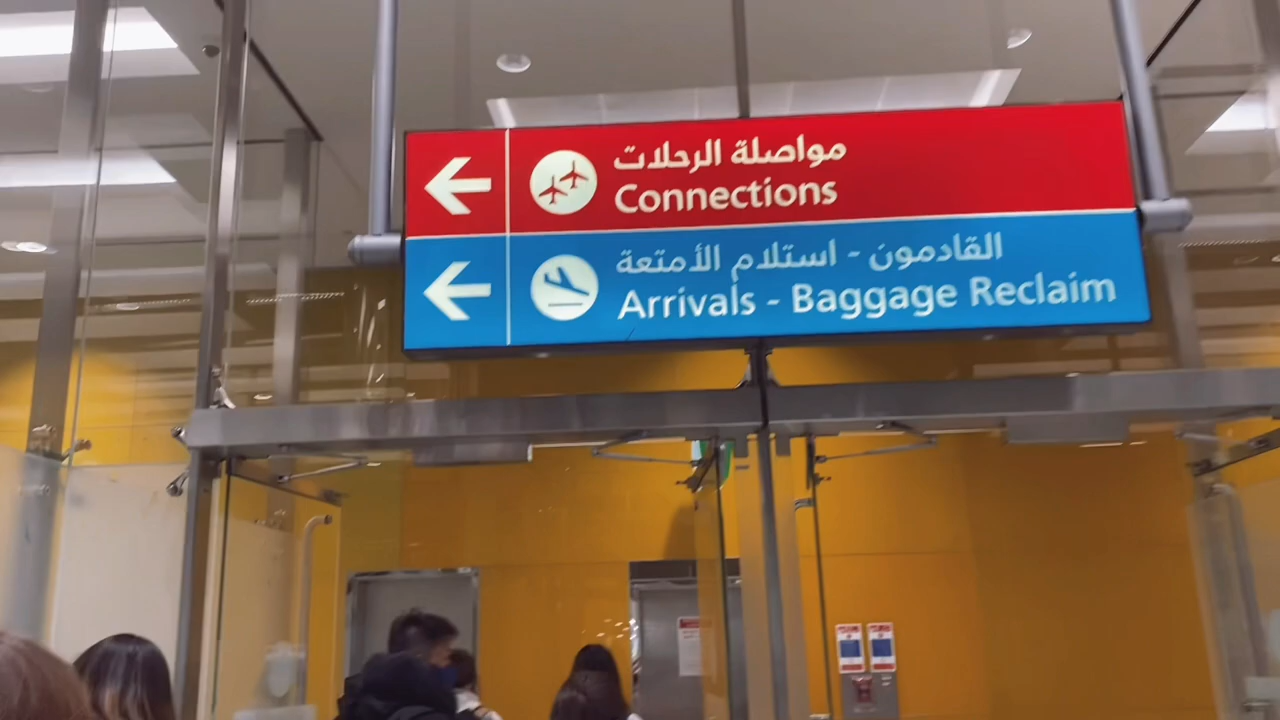 مواصلة الرحلات
Connections
القادمون - استلام الأمتعة
Arrivals - Baggage Reclaim